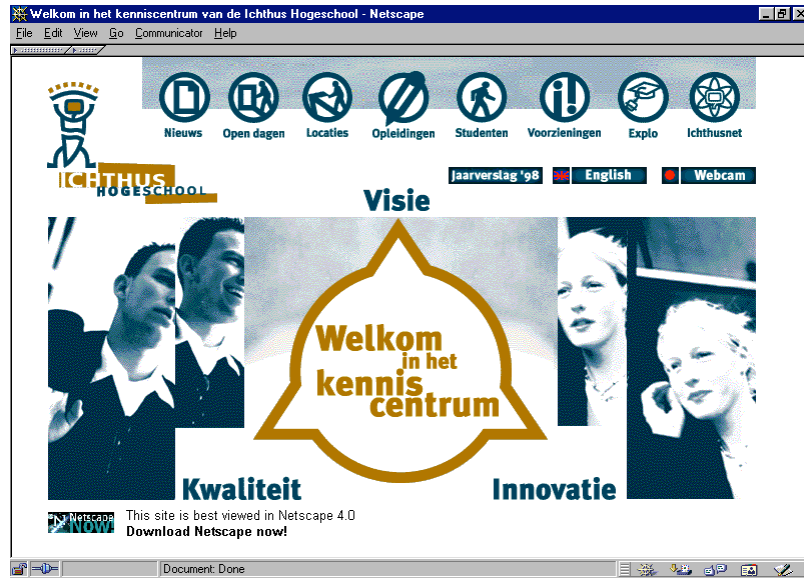 Welkom in het kenniscentrum van de Ichthus Hogeschool - Netscape
File Edit View Go Communicator Help
Nieuws Open dagen Locaties Opleidingen Studenten Voorzieningen Explo Ichthusnet
ICHTHUS
HOGESCHOOL
Jaarverslag '98 English Webcam
Visie
Welkom
in het
kennis
centrum
Kwaliteit Innovatie
Netscape
Now!
This site is best viewed in Netscape 4.0
Download Netscape now!
Document: Done